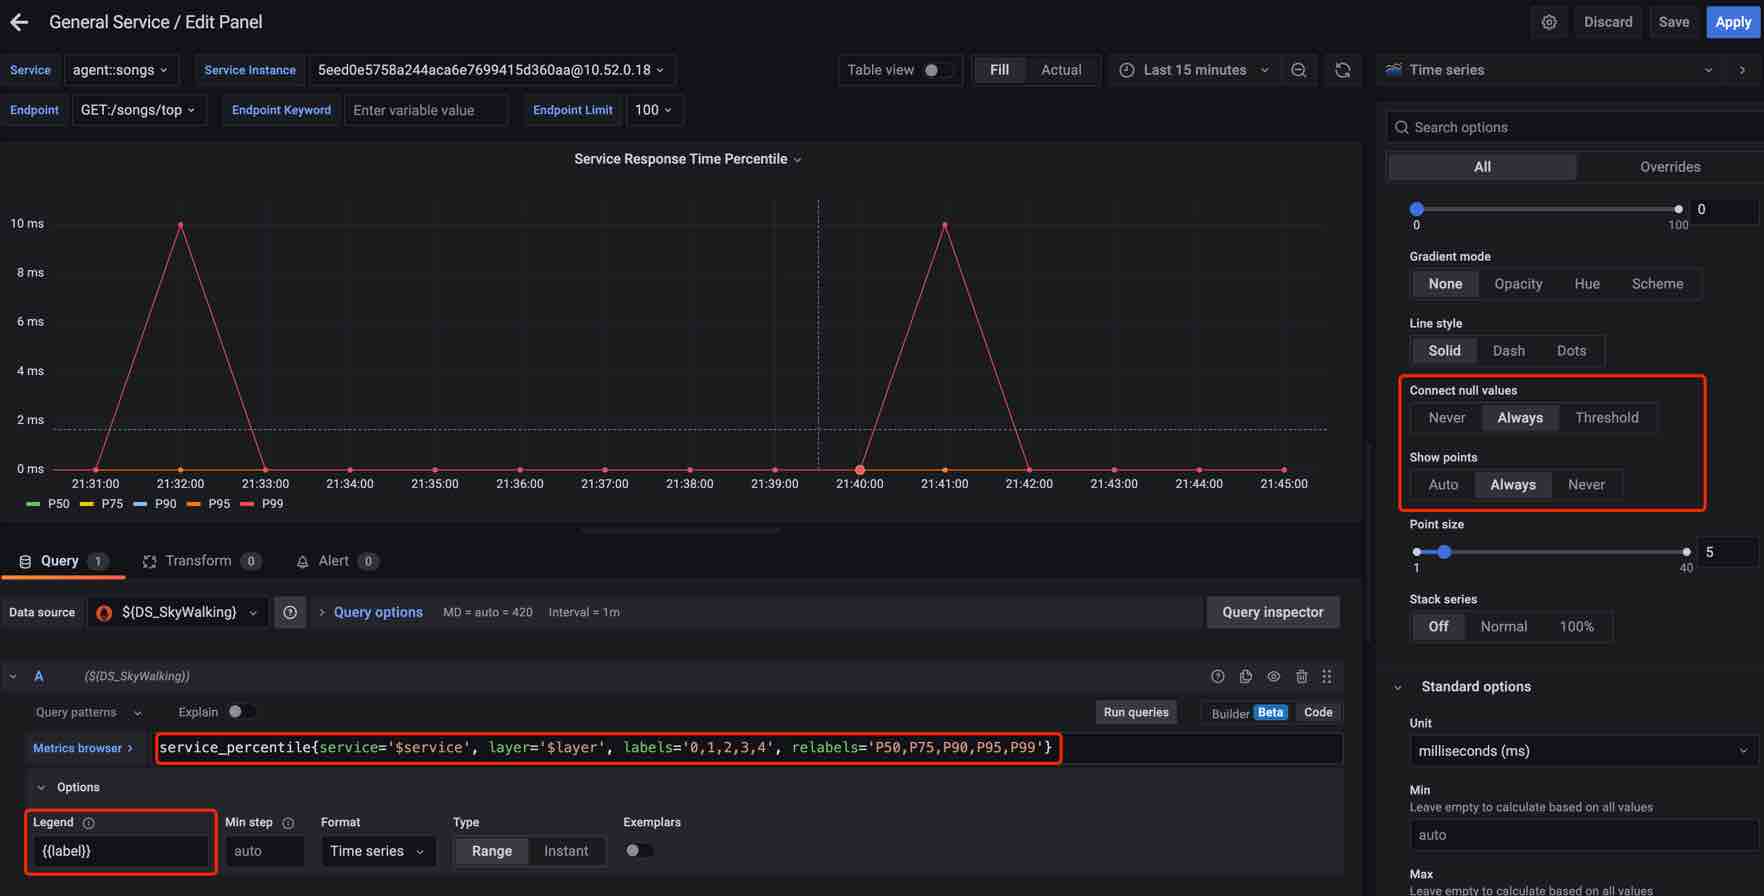 General Service / Edit Panel
Discard Save Apply
Service agent::songs Service Instance 5eed0e5758a244aca6e7699415d360aa@10.52.0.18 Table view Fill Actual Last 15 minutes Time series
Endpoint GET:/songs/top Endpoint Keyword Enter variable value Endpoint Limit 100
Service Response Time Percentile
10 ms
8 ms
6 ms
4 ms
2 ms
0 ms
21:31:00 21:32:00 21:33:00 21:34:00 21:35:00 21:36:00 21:37:00 21:38:00 21:39:00 21:40:00 21:41:00 21:42:00 21:43:00 21:44:00 21:45:00
P50 P75 P90 P95 P99
Query 1 Transform 0 Alert 0
Data source ${DS_SkyWalking} Query options MD = auto = 420 Interval = 1m Query inspector
A (${DS_SkyWalking})
Query patterns Explain Run queries Builder Beta Code
Metrics browser > service_percentile{service='$service', layer='$layer', labels='0,1,2,3,4', relabels='P50,P75,P90,P95,P99'}
Options
Legend Min step Format Type Exemplars
{{label}} auto Time series Range Instant
Search options
All Overrides
0
0 100
Gradient mode
None Opacity Hue Scheme
Line style
Solid Dash Dots
Connect null values
Never Always Threshold
Show points
Auto Always Never
Point size
5
1 40
Stack series
Off Normal 100%
Standard options
Unit
milliseconds (ms)
Min
Leave empty to calculate based on all values
auto
Max
Leave empty to calculate based on all values